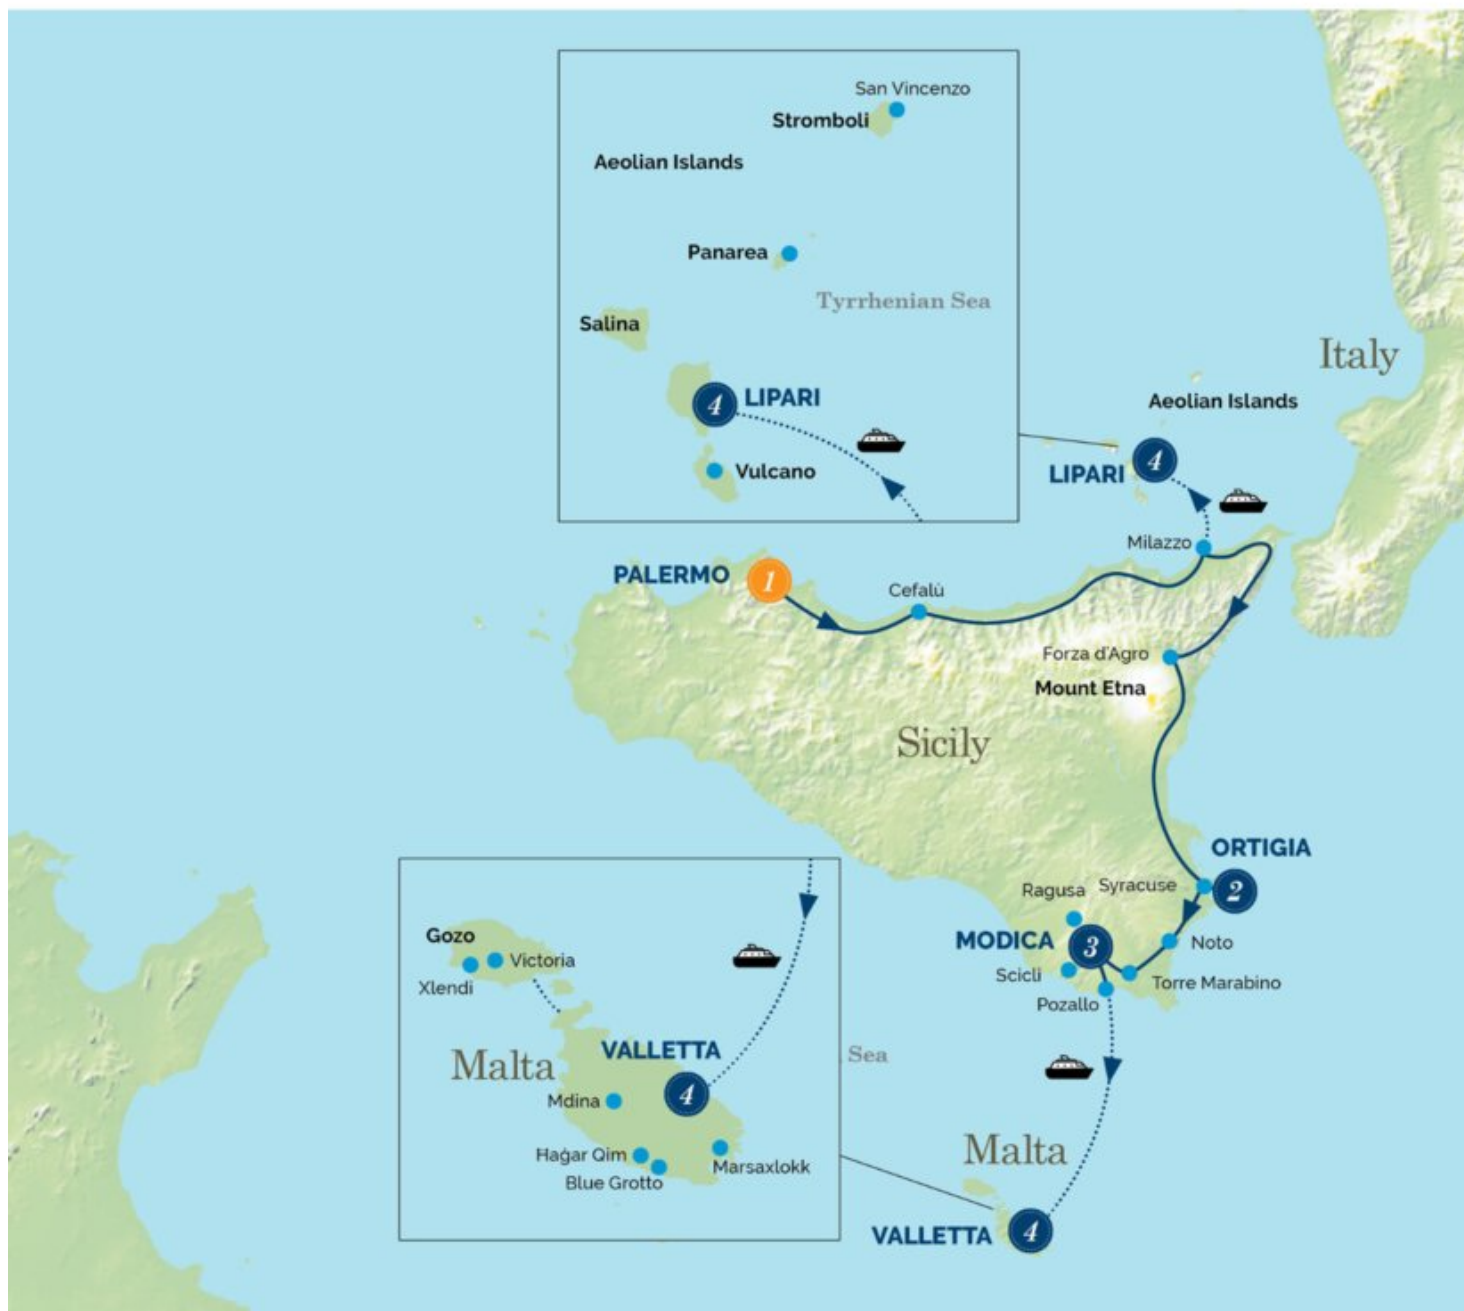 San Vincenzo
Stromboli
Aeolian Islands
Panarea
Tyrrhenian Sea
Salina
4 LIPARI
Vulcano
Italy
Aeolian Islands
LIPARI 4
Milazzo
PALERMO 1
Cefalù
Forza d'Agro
Mount Etna
Sicily
ORTIGIA
2
Syracuse
Ragusa
MODICA 3
Noto
Scicli
Torre Marabino
Pozallo
Gozo
Victoria
Xlendi
Malta
VALLETTA
4
Mdina
Haġar Qim
Blue Grotto
Marsaxlokk
Sea
Malta
VALLETTA 4